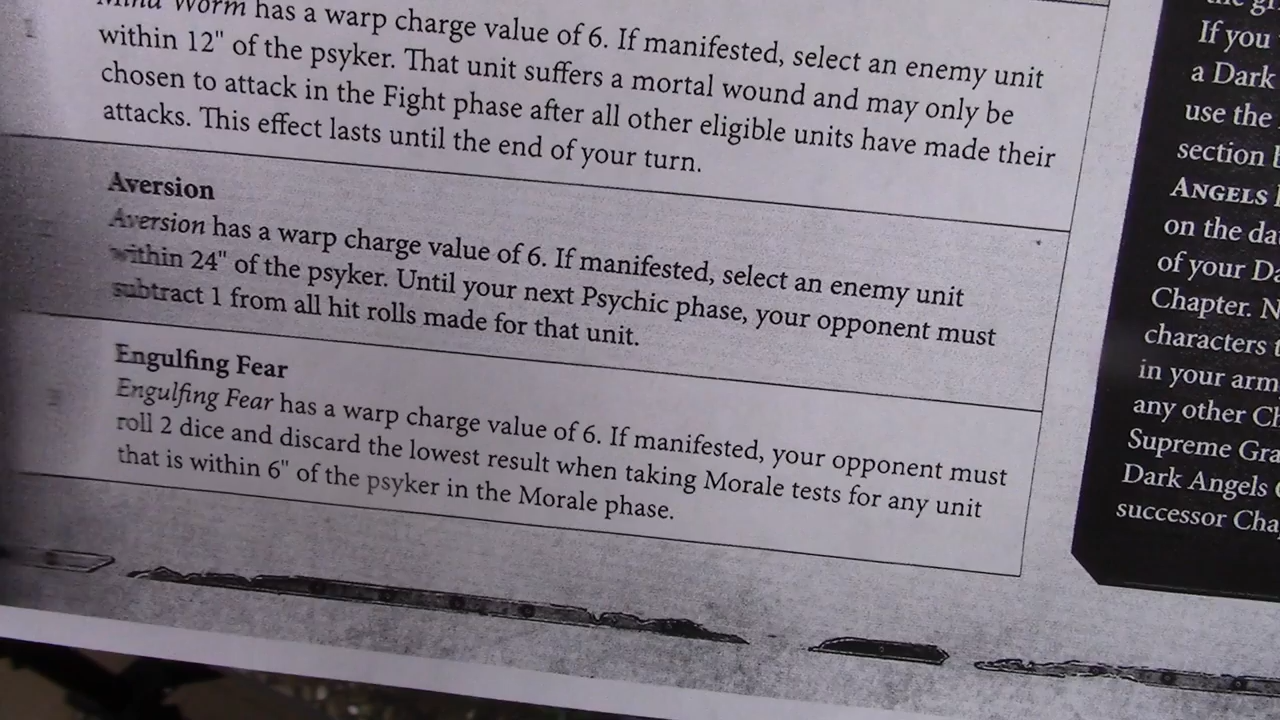 Mind Worm has a warp charge value of 6. If manifested, select an enemy unit
within 12" of the psyker. That unit suffers a mortal wound and may only be
chosen to attack in the Fight phase after all other eligible units have made their
attacks. This effect lasts until the end of your turn.
Aversion
Aversion has a warp charge value of 6. If manifested, select an enemy unit
within 24" of the psyker. Until your next Psychic phase, your opponent must
subtract 1 from all hit rolls made for that unit.
3
Engulfing Fear
Engulfing Fear has a warp charge value of 6. If manifested, your opponent must
roll 2 dice and discard the lowest result when taking Morale tests for any unit
that is within 6" of the psyker in the Morale phase.
If you
a Dark
use the
section
ANGELS
on the da
of your Da
Chapter. N
characters t
in your arm
any other Ch
Supreme Gra
Dark Angels
successor Cha